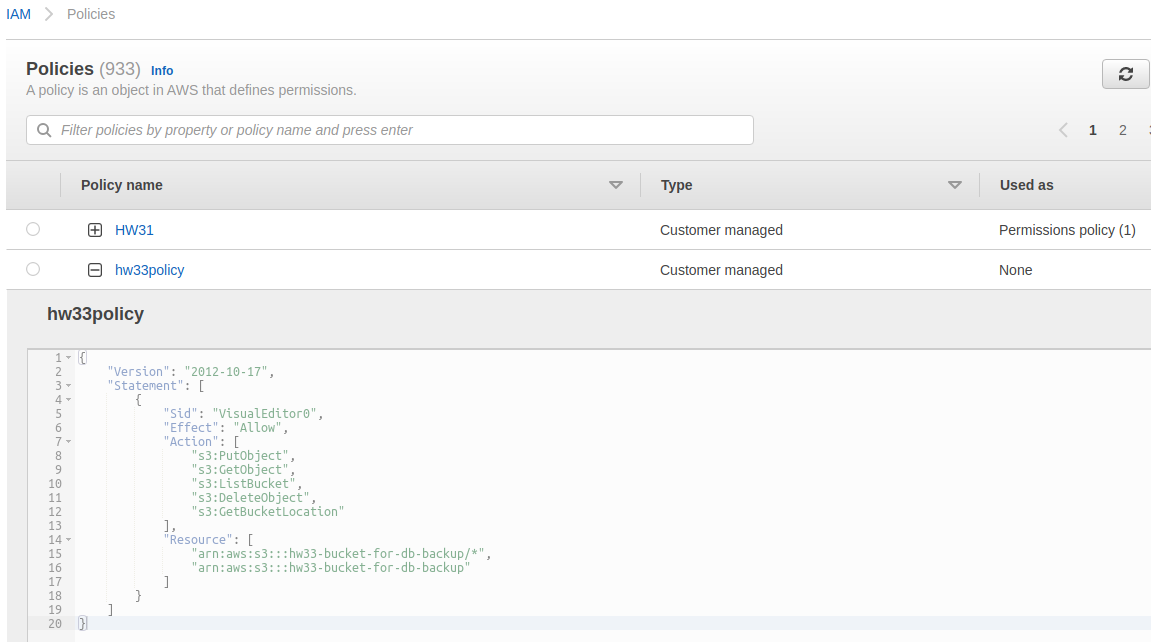 IAM Policies
Policies (933) Info
A policy is an object in AWS that defines permissions.
Filter policies by property or policy name and press enter
1 2
Policy name Type Used as
HW31 Customer managed Permissions policy (1)
hw33policy Customer managed None
hw33policy
1 {
2 "Version": "2012-10-17",
3 "Statement": [
4 {
5 "Sid": "VisualEditor0",
6 "Effect": "Allow",
7 "Action": [
8 "s3:PutObject",
9 "s3:GetObject",
10 "s3:ListBucket",
11 "s3:DeleteObject",
12 "s3:GetBucketLocation"
13 ],
14 "Resource": [
15 "arn:aws:s3:::hw33-bucket-for-db-backup/*",
16 "arn:aws:s3:::hw33-bucket-for-db-backup"
17 ]
18 }
19 ]
20 }